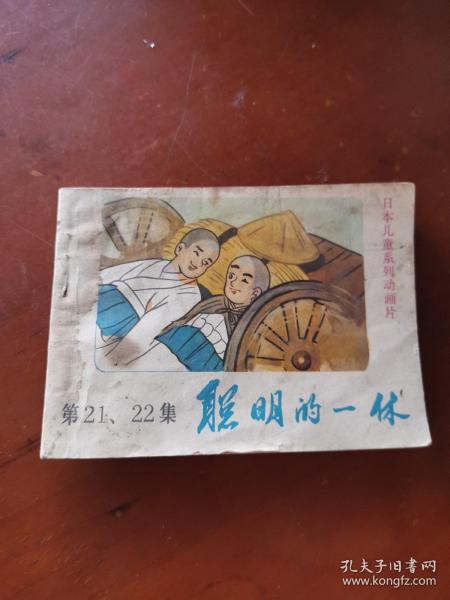 日本儿童系列动画片
第21、22集
聪明的一休
孔夫子旧书网
www.kongfz.com